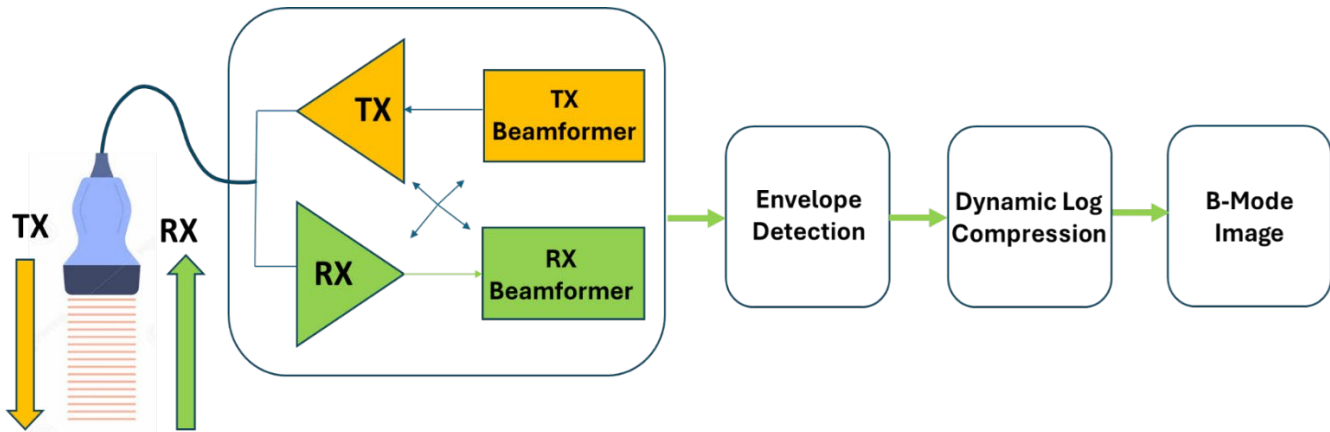 TX
RX
TX
TX
Beamformer
RX
RX
Beamformer
Envelope
Detection
Dynamic Log
Compression
B-Mode
Image